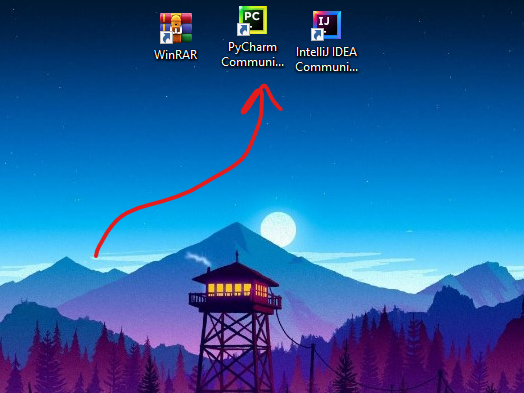 PC
IJ
WinRAR
PyCharm
Communi...
IntelliJ IDEA
Communi...